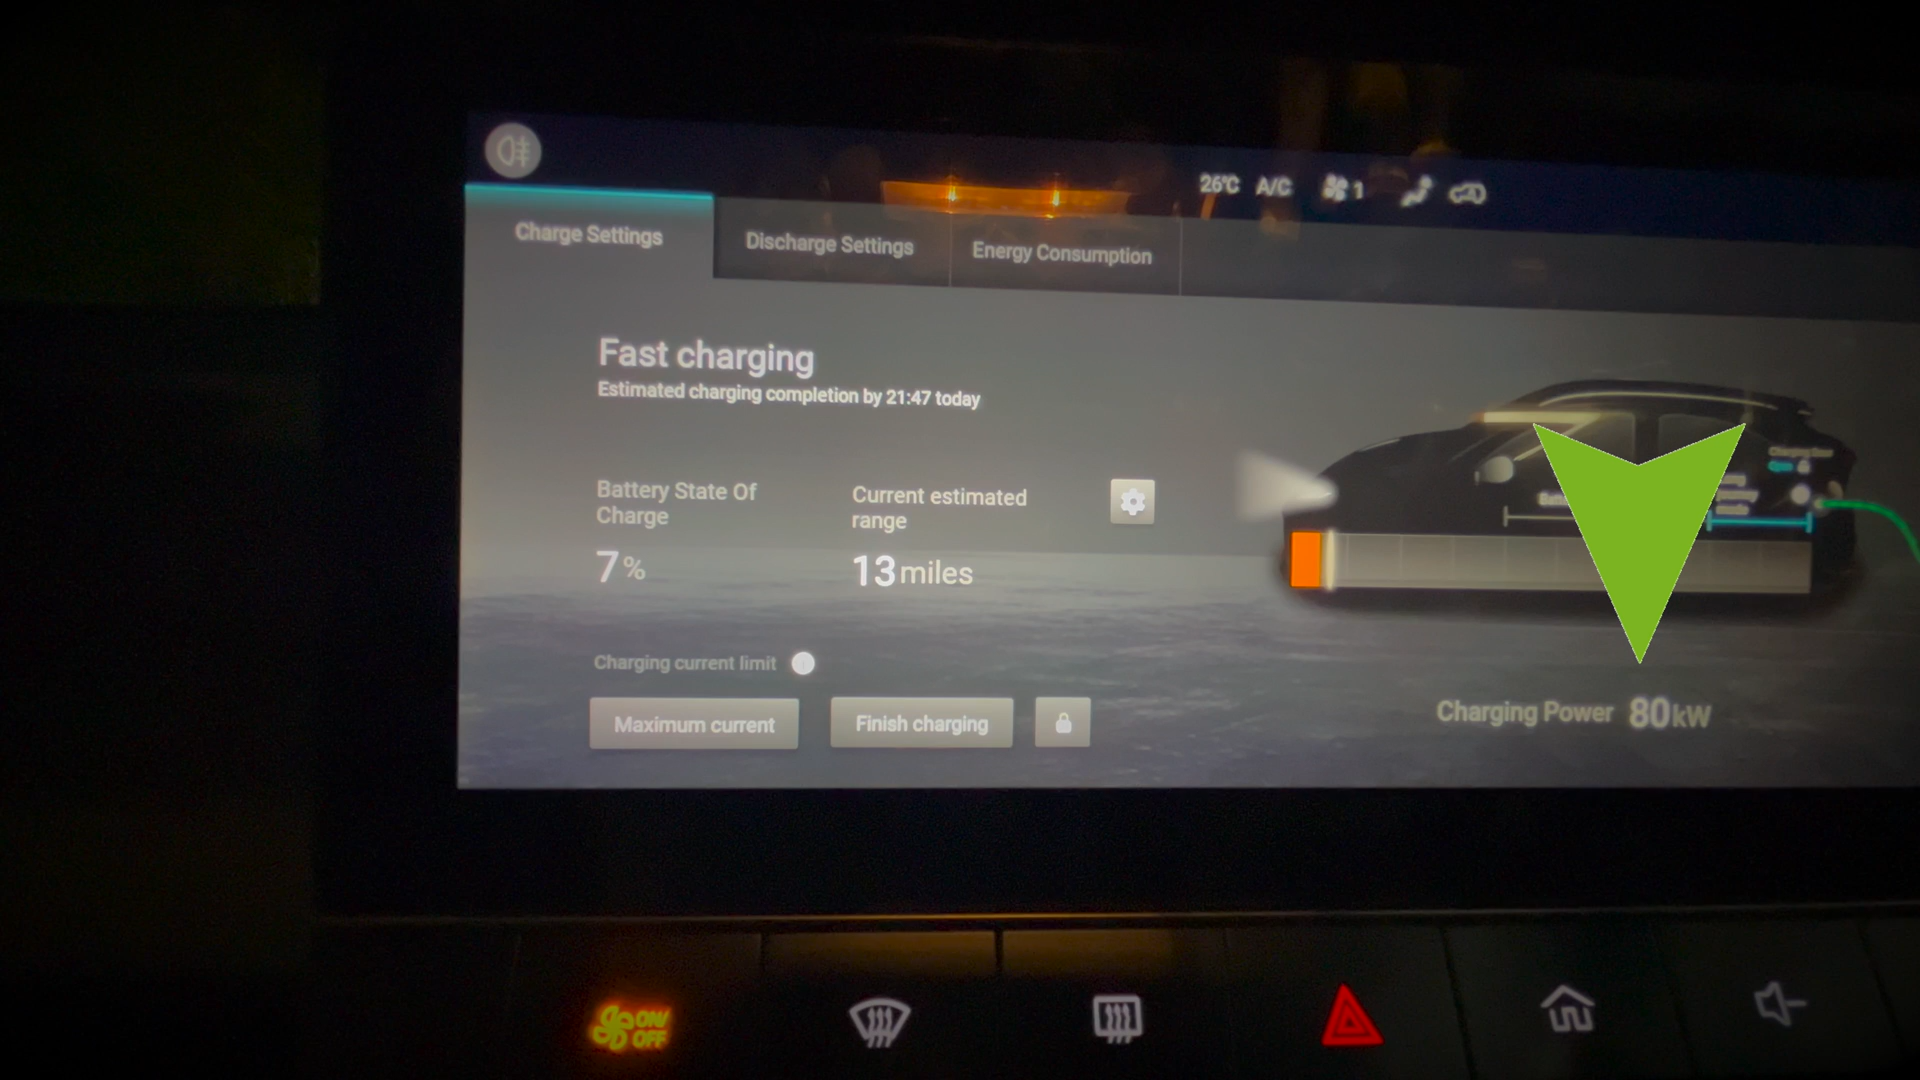 26℃ A/C 1
Charge Settings
Discharge Settings
Energy Consumption
Fast charging
Estimated charging completion by 21:47 today
Battery State Of
Charge
7%
Current estimated
range
13 miles
Charging current limit
Maximum current
Finish charging
Charging Power 80kW
ON/
OFF